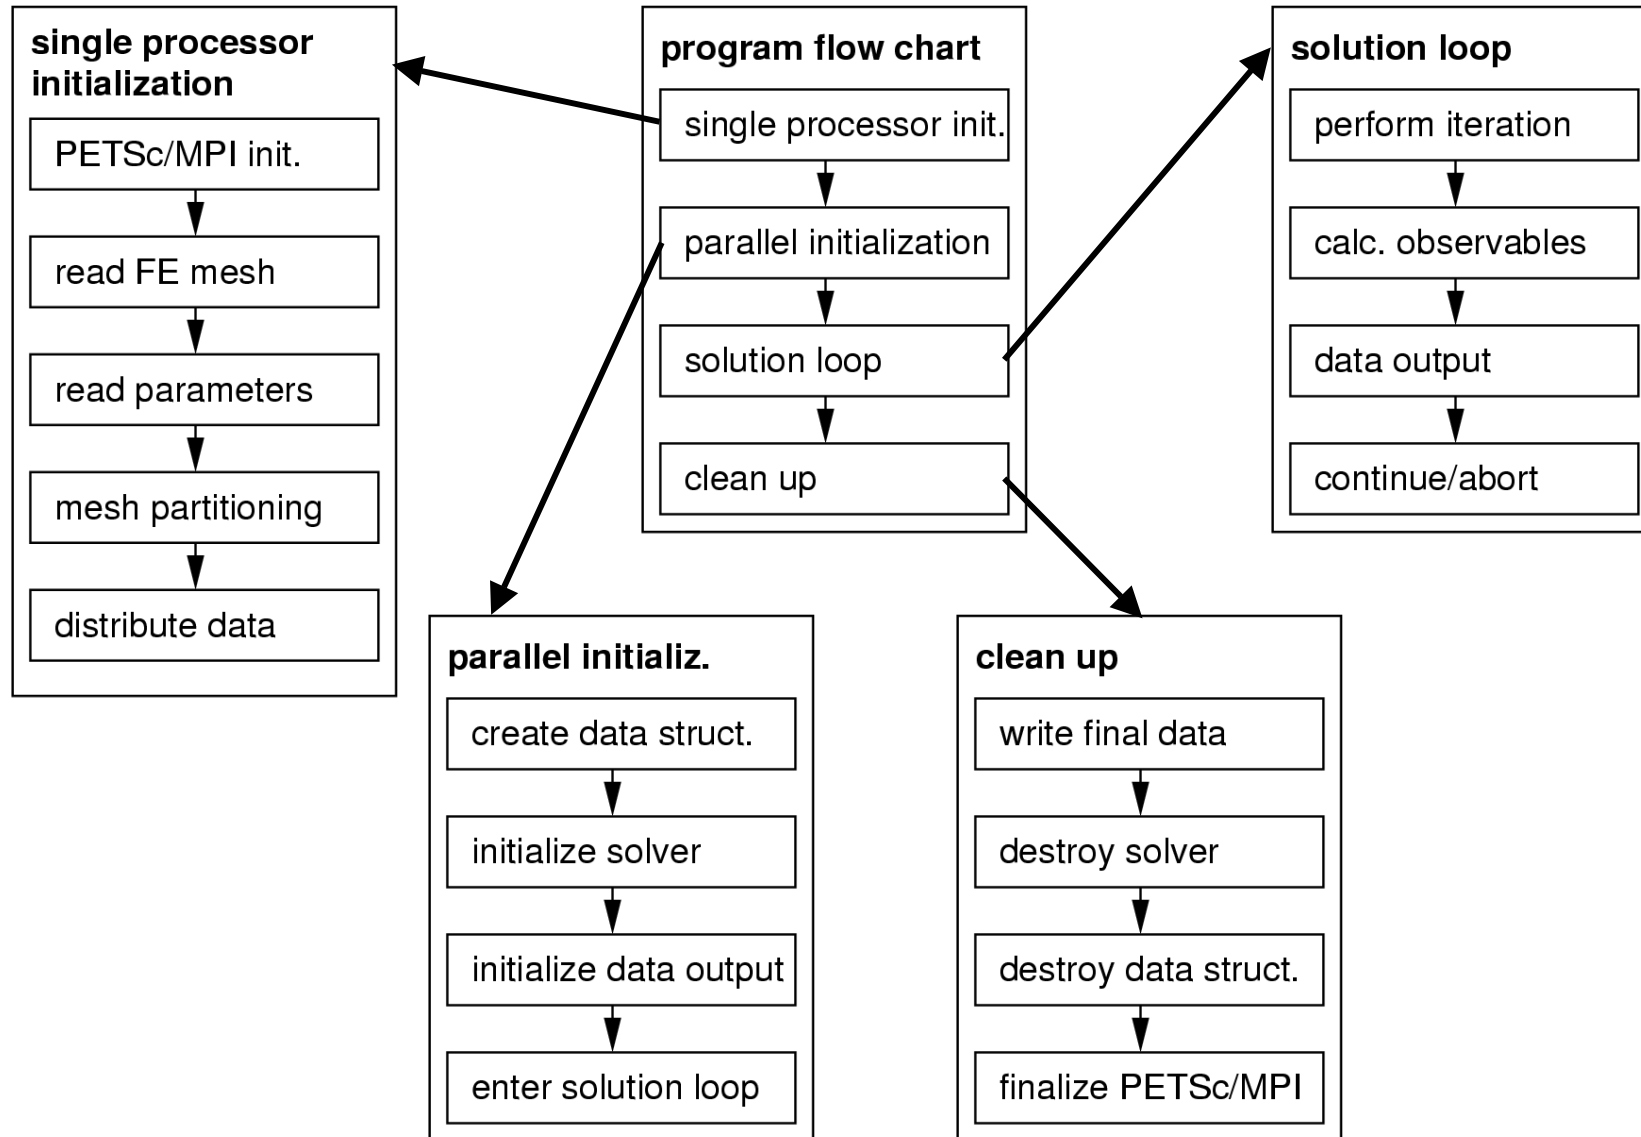 single processor
initialization
PETSc/MPI init.
read FE mesh
read parameters
mesh partitioning
distribute data
program flow chart
single processor init.
parallel initialization
solution loop
clean up
solution loop
perform iteration
calc. observables
data output
continue/abort
parallel initializ.
create data struct.
initialize solver
initialize data output
enter solution loop
clean up
write final data
destroy solver
destroy data struct.
finalize PETSc/MPI